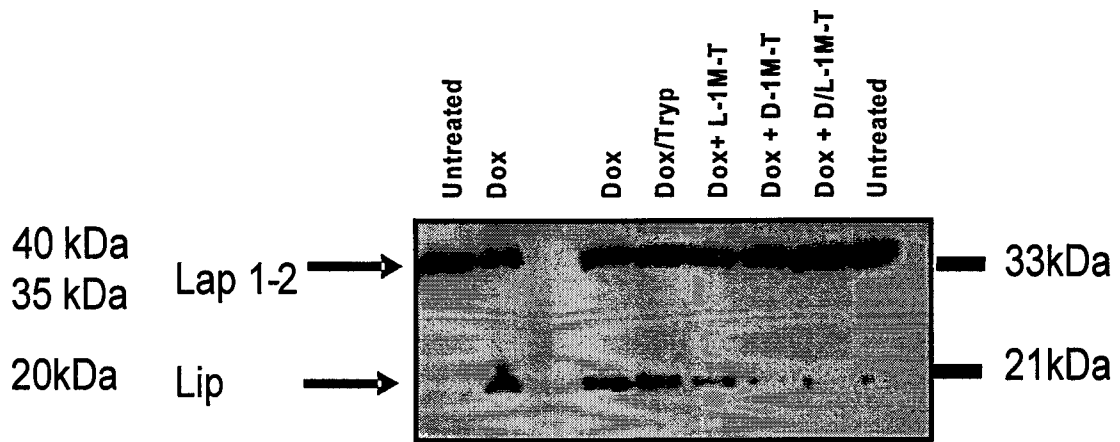 Untreated
Dox
Dox
Dox/Tryp
Dox+ L-1M-T
Dox + D-1M-T
Dox + D/L-1M-T
Untreated
40 kDa
35 kDa
Lap 1-2
33kDa
20kDa
Lip
21kDa